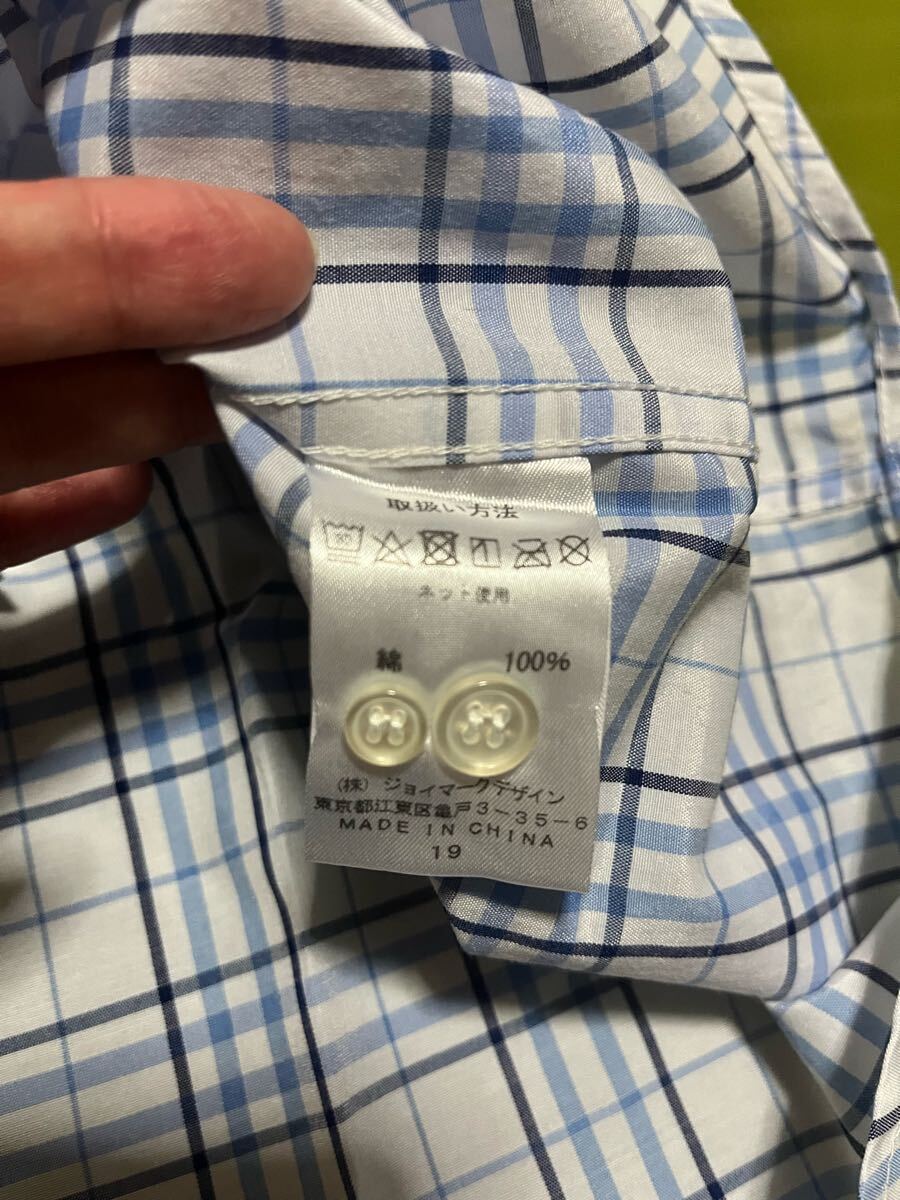 取扱い方法
ネット使用
綿 100%
(株) ジョイマークデザイン
東京都江東区亀戸3-35-6
MADE IN CHINA
19